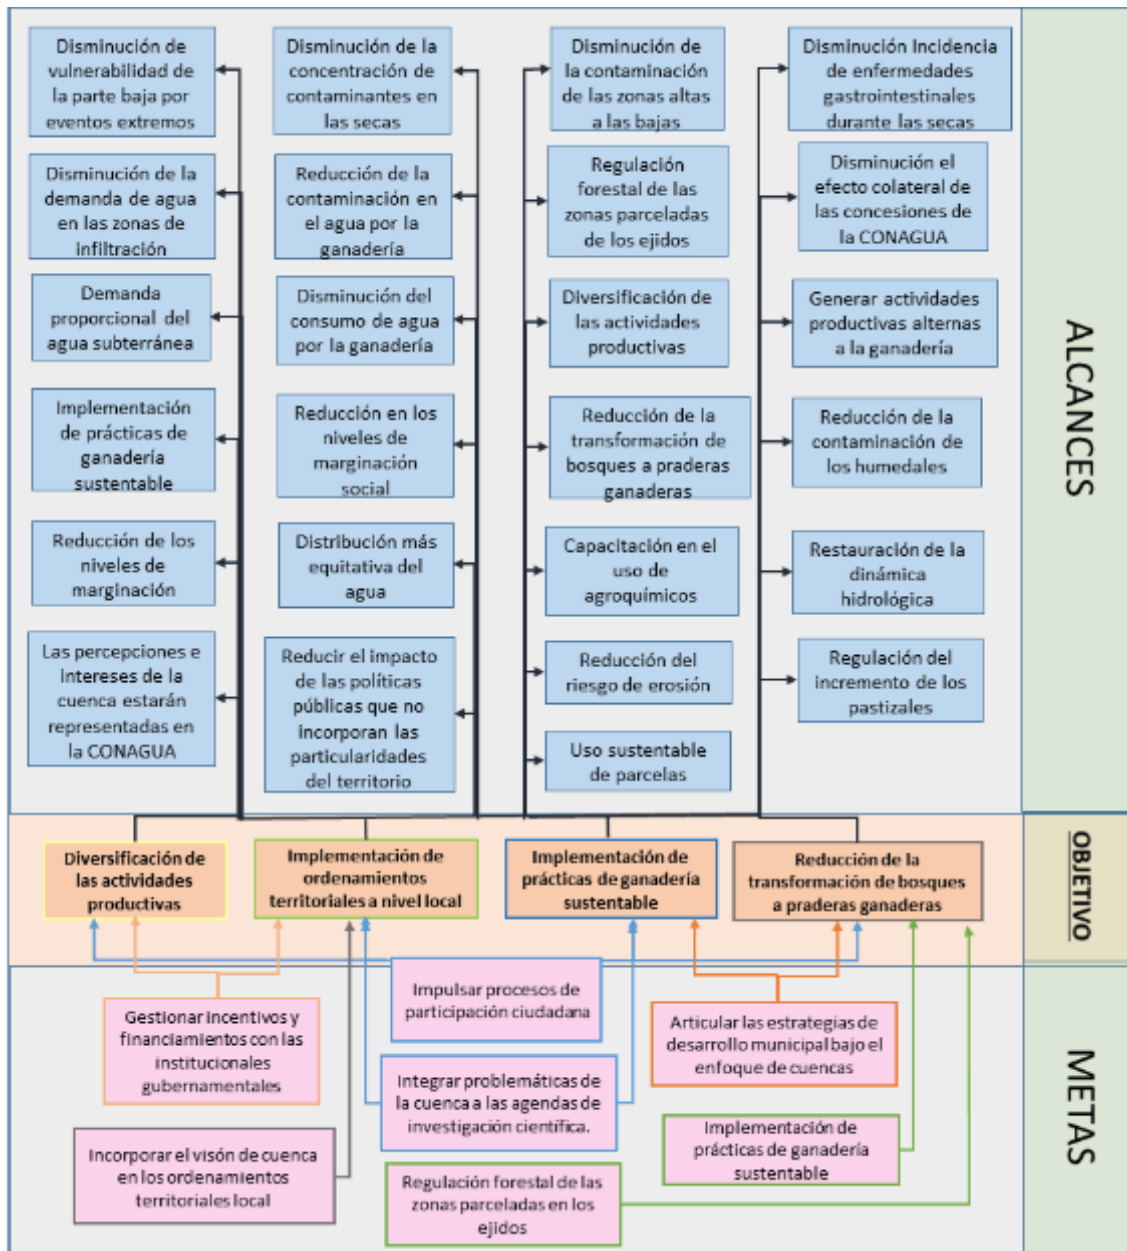 Disminución de
vulnerabilidad de
la parte baja por
eventos extremos
Disminución de la
demanda de agua
en las zonas de
infiltración
Demanda
proporcional del
agua subterránea
Implementación
de prácticas de
ganadería
sustentable
Reducción de los
niveles de
marginación
Las percepciones e
intereses de la
cuenca estarán
representadas en
la CONAGUA
Disminución de la
concentración de
contaminantes en
las secas
Reducción de la
contaminación en
el agua por la
ganadería
Disminución del
consumo de agua
por la ganadería
Reducción en los
niveles de
marginación
social
Distribución más
equitativa del
agua
Reducir el impacto
de las políticas
públicas que no
incorporan las
particularidades
del territorio
Disminución de
la contaminación
de las zonas altas
a las bajas
Regulación
forestal de las
zonas parceladas
de los ejidos
Diversificación de
las actividades
productivas
Reducción de la
transformación de
bosques a praderas
ganaderas
Capacitación en el
uso de
agroquímicos
Reducción del
riesgo de erosión
Uso sustentable
de parcelas
Disminución Incidencia
de enfermedades
gastrointestinales
durante las secas
Disminución el
efecto colateral de
las concesiones de
la CONAGUA
Generar actividades
productivas alternas
a la ganadería
Reducción de la
contaminación de
los humedales
Restauración de la
dinámica
hidrológica
Regulación del
incremento de los
pastizales
ALCANCES
Diversificación de
las actividades
productivas
Implementación de
ordenamientos
territoriales a nivel local
Implementación de
prácticas de ganadería
sustentable
Reducción de la
transformación de bosques
a praderas ganaderas
OBJETIVO
Gestionar incentivos y
financiamientos con las
institucionales
gubernamentales
Impulsar procesos de
participación ciudadana
Articular las estrategias de
desarrollo municipal bajo el
enfoque de cuencas
Integrar problemáticas de
la cuenca a las agendas de
investigación científica.
Incorporar el visón de cuenca
en los ordenamientos
territoriales local
Implementación de
prácticas de ganadería
sustentable
Regulación forestal de las
zonas parceladas en los
ejidos
METAS